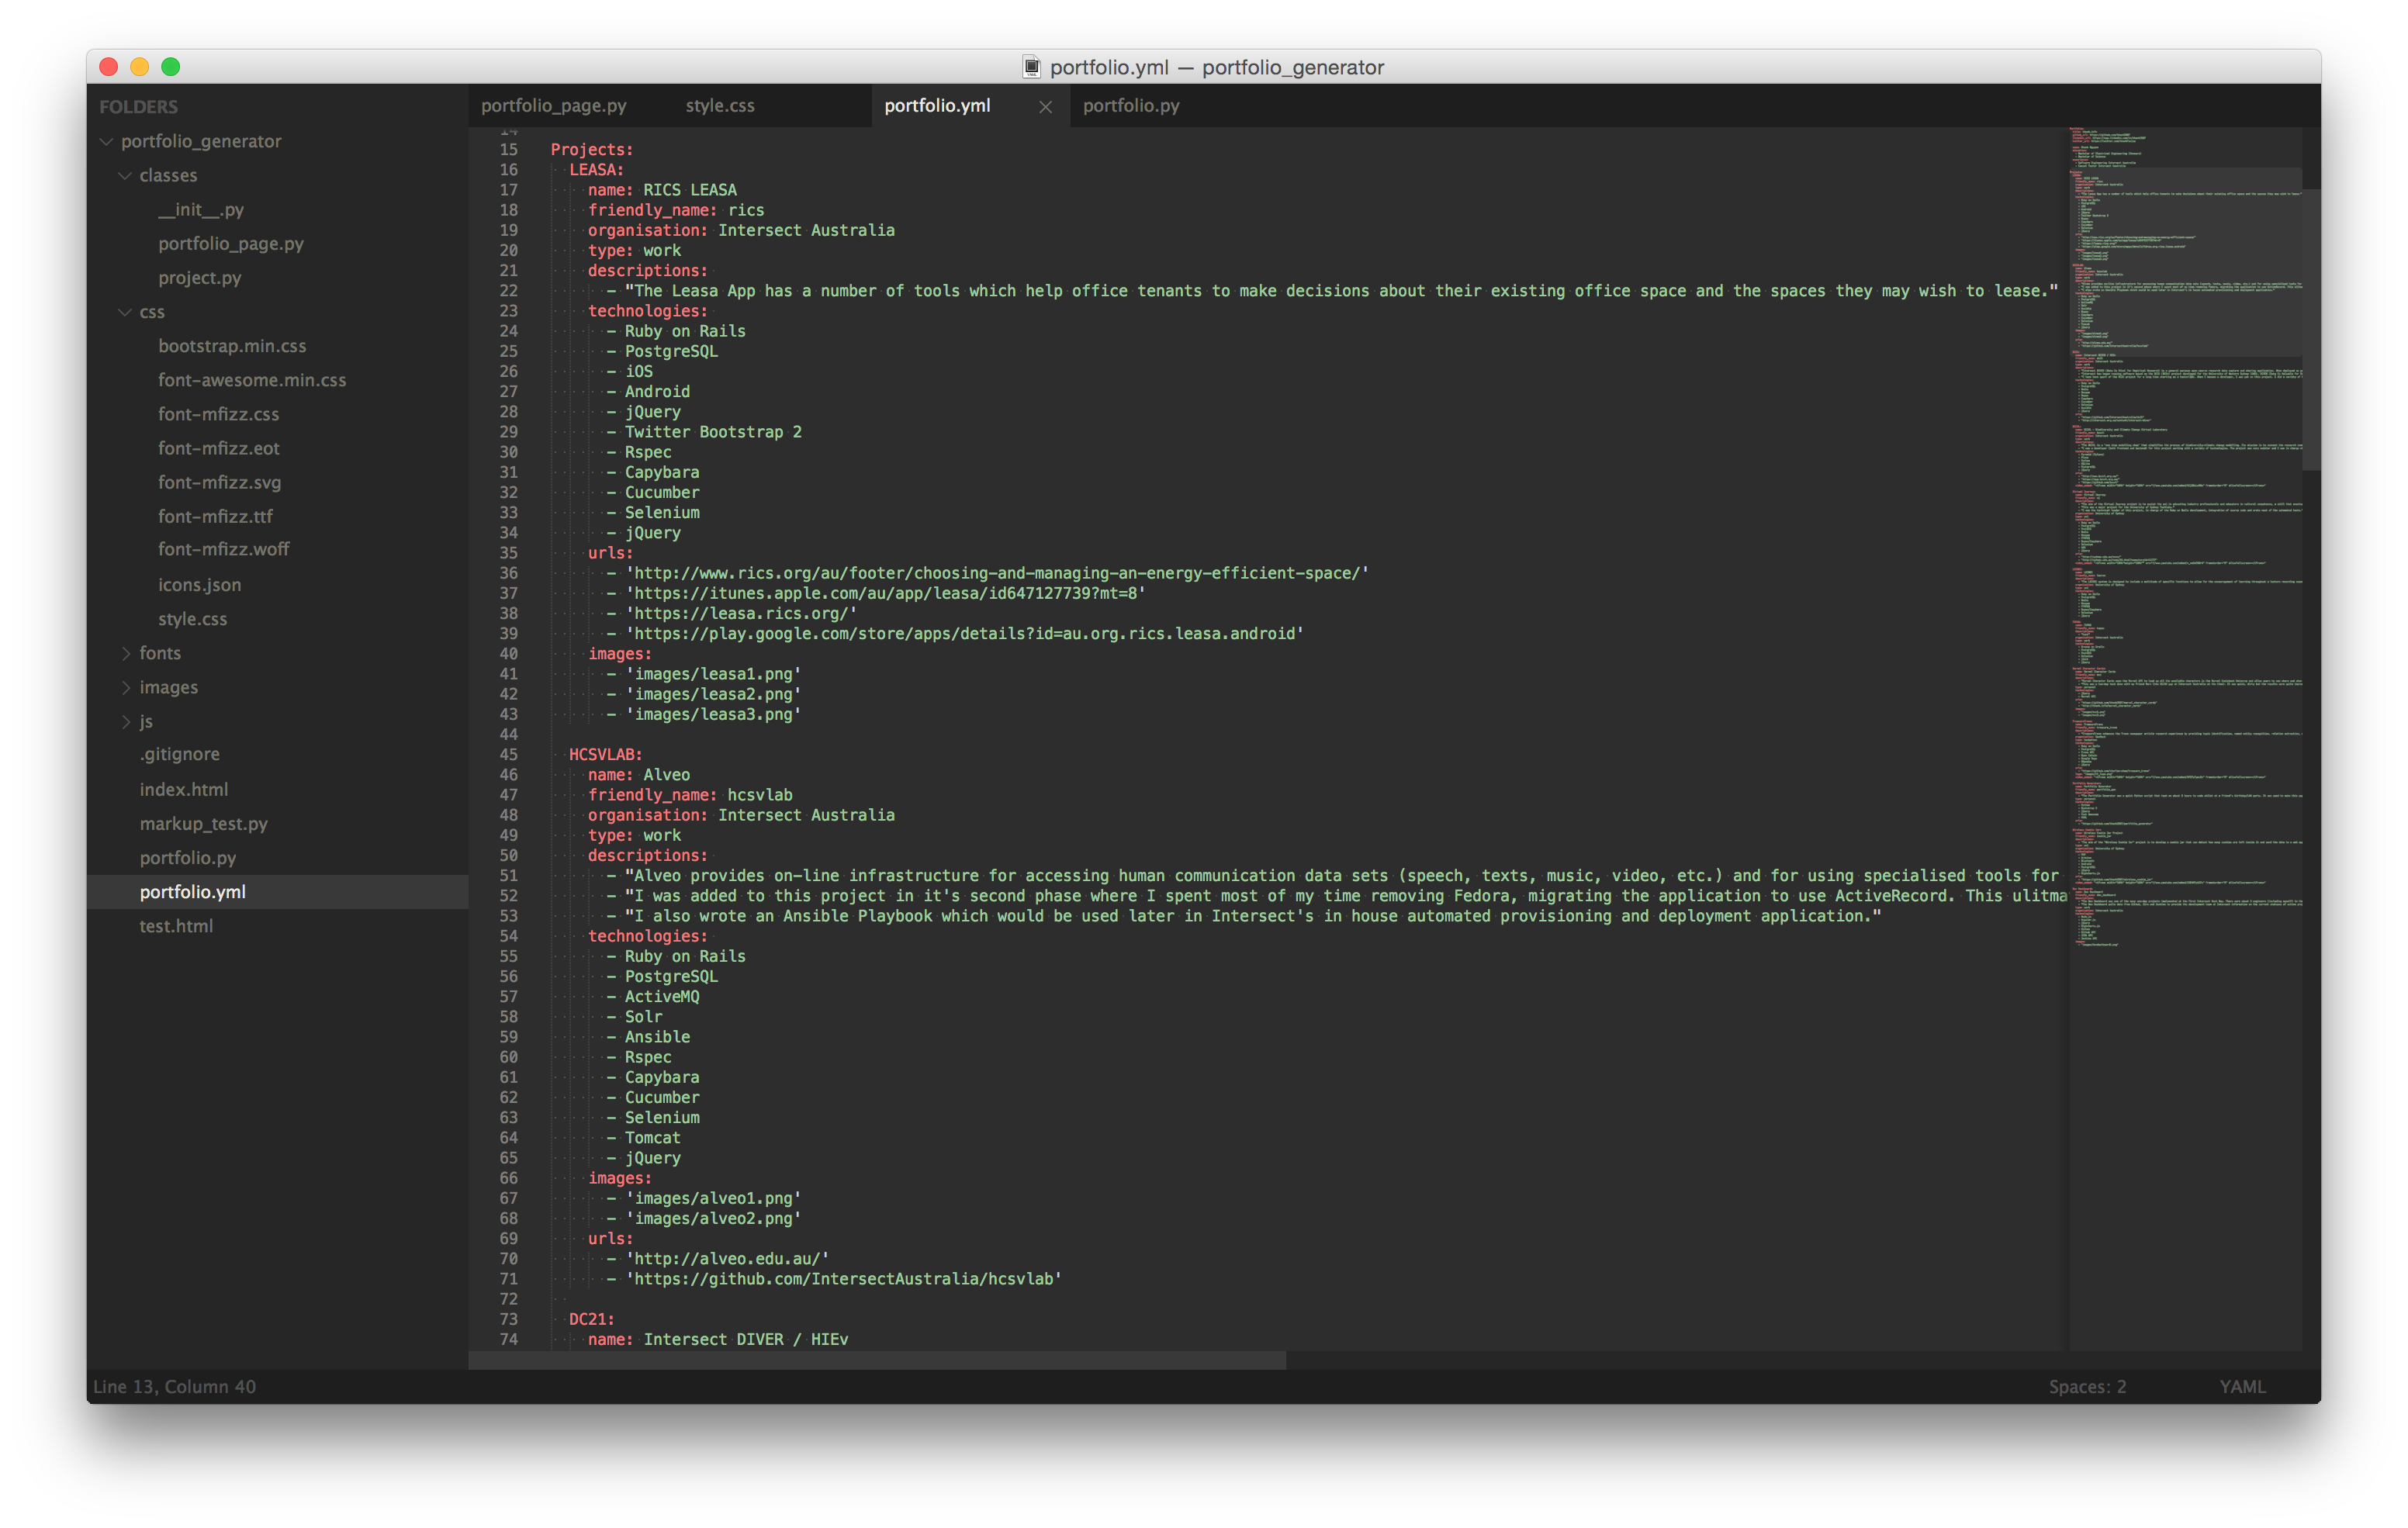 portfolio.yml — portfolio_generator
FOLDERS
portfolio_generator
classes
__init__.py
portfolio_page.py
project.py
css
bootstrap.min.css
font-awesome.min.css
font-mfizz.css
font-mfizz.eot
font-mfizz.svg
font-mfizz.ttf
font-mfizz.woff
icons.json
style.css
fonts
images
js
.gitignore
index.html
markup_test.py
portfolio.py
portfolio.yml
test.html
portfolio_page.py style.css portfolio.yml portfolio.py
14
15 Projects:
16 LEASA:
17 name: RICS LEASA
18 friendly_name: rics
19 organisation: Intersect Australia
20 type: work
21 descriptions:
22 - "The Leasa App has a number of tools which help office tenants to make decisions about their existing office space and the spaces they may wish to lease."
23 technologies:
24 - Ruby on Rails
25 - PostgreSQL
26 - iOS
27 - Android
28 - jQuery
29 - Twitter Bootstrap 2
30 - Rspec
31 - Capybara
32 - Cucumber
33 - Selenium
34 - jQuery
35 urls:
36 - 'http://www.rics.org/au/footer/choosing-and-managing-an-energy-efficient-space/'
37 - 'https://itunes.apple.com/au/app/leasa/id647127739?mt=8'
38 - 'https://leasa.rics.org/'
39 - 'https://play.google.com/store/apps/details?id=au.org.rics.leasa.android'
40 images:
41 - 'images/leasa1.png'
42 - 'images/leasa2.png'
43 - 'images/leasa3.png'
44
45 HCSVLAB:
46 name: Alveo
47 friendly_name: hcsvlab
48 organisation: Intersect Australia
49 type: work
50 descriptions:
51 - "Alveo provides on-line infrastructure for accessing human communication data sets (speech, texts, music, video, etc.) and for using specialised tools for
52 - "I was added to this project in it's second phase where I spent most of my time removing Fedora, migrating the application to use ActiveRecord. This ulitma
53 - "I also wrote an Ansible Playbook which would be used later in Intersect's in house automated provisioning and deployment application."
54 technologies:
55 - Ruby on Rails
56 - PostgreSQL
57 - ActiveMQ
58 - Solr
59 - Ansible
60 - Rspec
61 - Capybara
62 - Cucumber
63 - Selenium
64 - Tomcat
65 - jQuery
66 images:
67 - 'images/alveo1.png'
68 - 'images/alveo2.png'
69 urls:
70 - 'http://alveo.edu.au/'
71 - 'https://github.com/IntersectAustralia/hcsvlab'
72
73 DC21:
74 name: Intersect DIVER / HIEv
Line 13, Column 40 Spaces: 2 YAML